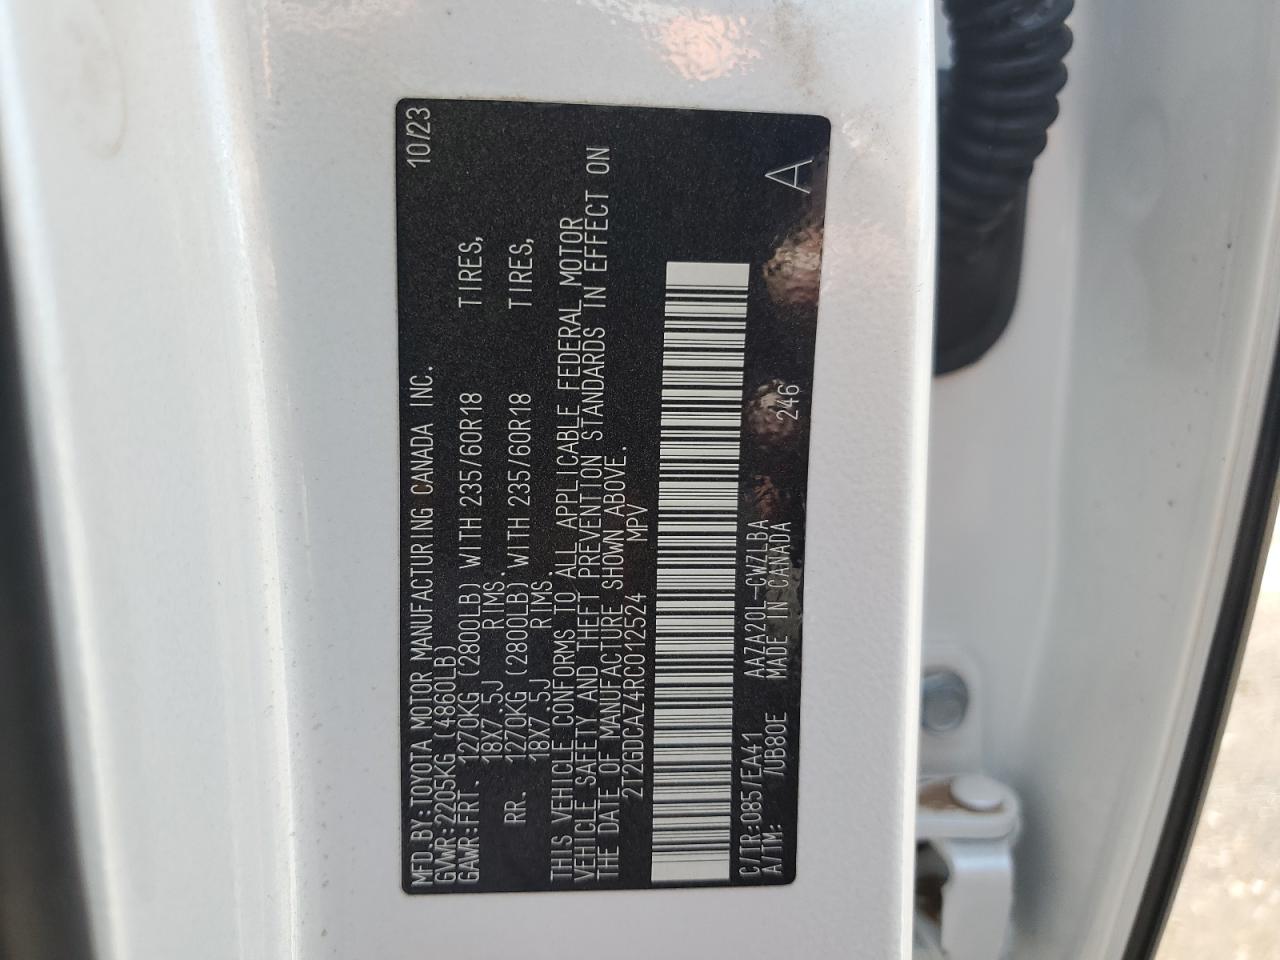 MFD.BY:TOYOTA MOTOR MANUFACTURING CANADA INC. 10/23
GVWR:2205KG (4860LB)
GAWR:FRT. 1270KG (2800LB) WITH 235/60R18 TIRES,
18X7.5J RIMS.
RR. 1270KG (2800LB) WITH 235/60R18 TIRES,
18X7.5J RIMS.
THIS VEHICLE CONFORMS TO ALL APPLICABLE FEDERAL MOTOR
VEHICLE SAFETY AND THEFT PREVENTION STANDARDS IN EFFECT ON
THE DATE OF MANUFACTURE SHOWN ABOVE.
2T2GDCAZ4RC012524 MPV
C/TR:085/EA41 AAZA20L-CWZLBA
A/TM: /UB80E MADE IN CANADA 246 A